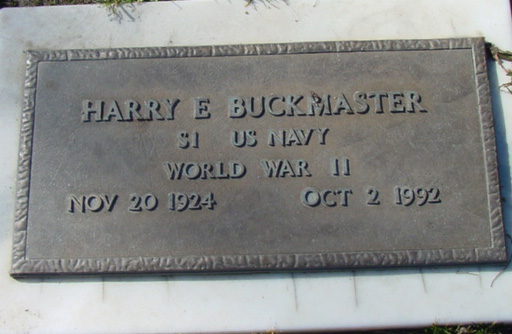 HARRY E BUCKMASTER
S1 US NAVY
WORLD WAR II
NOV 20 1924 OCT 2 1992